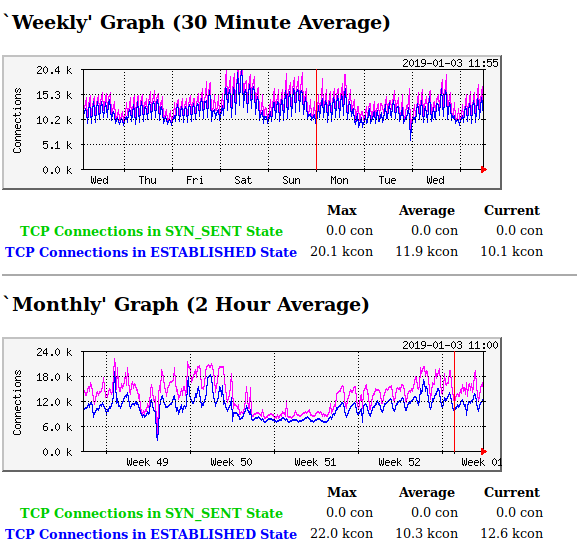 `Weekly' Graph (30 Minute Average)
2019-01-03 11:55
Connections
20.4 k
15.3 k
10.2 k
5.1 k
0.0 k
Wed Thu Fri Sat Sun Mon Tue Wed
Max Average Current
TCP Connections in SYN_SENT State 0.0 con 0.0 con 0.0 con
TCP Connections in ESTABLISHED State 20.1 kcon 11.9 kcon 10.1 kcon
`Monthly' Graph (2 Hour Average)
2019-01-03 11:00
Connections
24.0 k
18.0 k
12.0 k
6.0 k
0.0 k
Week 49 Week 50 Week 51 Week 52 Week 01
Max Average Current
TCP Connections in SYN_SENT State 0.0 con 0.0 con 0.0 con
TCP Connections in ESTABLISHED State 22.0 kcon 10.3 kcon 12.6 kcon